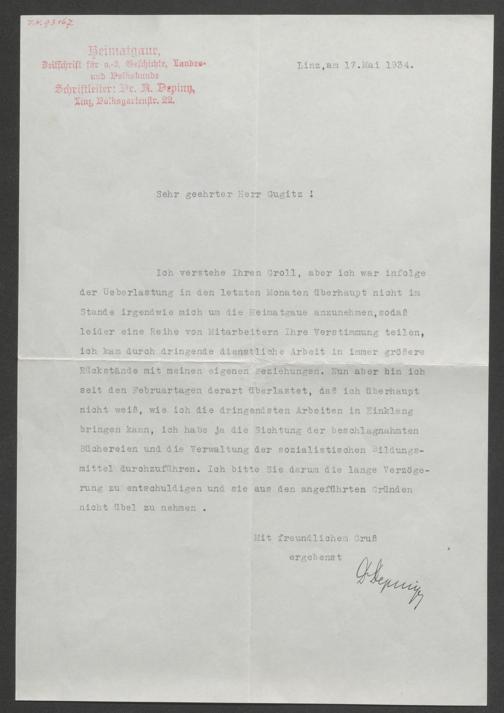 Heimatgaue,
Zeitschrift für o.-ö. Geschichte, Landes-
und Volkskunde
Schriftleiter: Dr. A. Depiny,
Linz, Volksgartenstr. 22.
Linz, am 17. Mai 1934.
Sehr geehrter Herr Gugitz !
Ich verstehe Ihren Groll, aber ich war infolge
der Ueberlastung in den letzten Monaten überhaupt nicht im
Stande irgendwie mich um die Heimatgaue anzunehmen, sodaß
leider eine Reihe von Mitarbeitern Ihre Verstimmung teilen,
ich kam durch dringende dienstliche Arbeit in immer größere
Rückstände mit meinen eigenen Beziehungen. Nun aber bin ich
seit den Februartagen derart überlastet, daß ich überhaupt
nicht weiß, wie ich die dringendsten Arbeiten in Einklang
bringen kann, ich habe ja die Sichtung der beschlagnahmten
Büchereien und die Verwaltung der sozialistischen Bildungs-
mittel durchzuführen. Ich bitte Sie darum die lange Verzöge-
rung zu entschuldigen und sie aus den angeführten Gründen
nicht übel zu nehmen .
Mit freundlichem Gruß
ergebenst
Dr Depiny